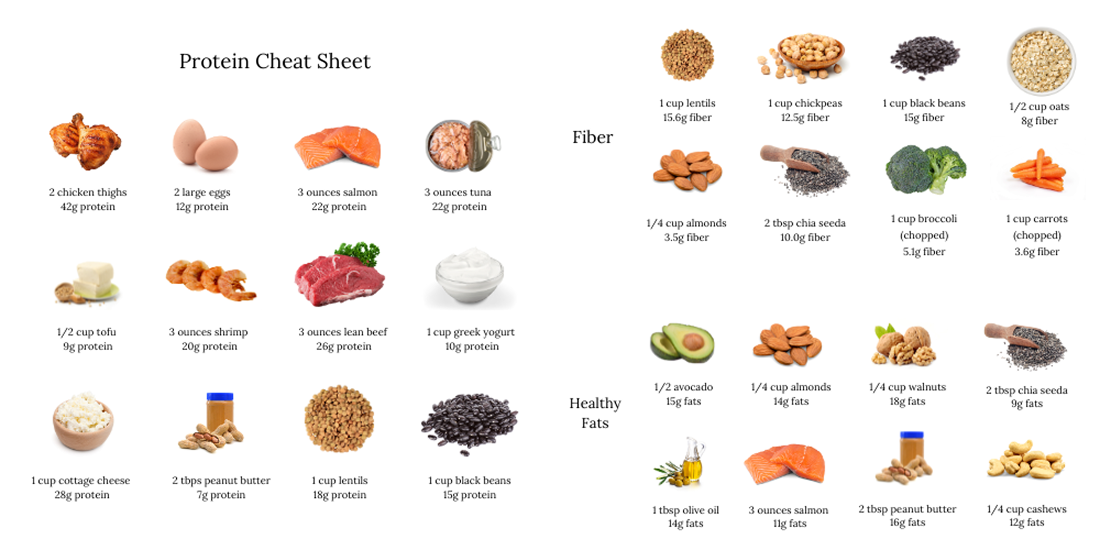 Protein Cheat Sheet
2 chicken thighs
42g protein
2 large eggs
12g protein
3 ounces salmon
22g protein
3 ounces tuna
22g protein
1/2 cup tofu
9g protein
3 ounces shrimp
20g protein
3 ounces lean beef
26g protein
1 cup greek yogurt
10g protein
1 cup cottage cheese
28g protein
2 tbps peanut butter
7g protein
1 cup lentils
18g protein
1 cup black beans
15g protein
Fiber
1 cup lentils
15.6g fiber
1 cup chickpeas
12.5g fiber
1 cup black beans
15g fiber
1/2 cup oats
8g fiber
1/4 cup almonds
3.5g fiber
2 tbsp chia seeda
10.0g fiber
1 cup broccoli
(chopped)
5.1g fiber
1 cup carrots
(chopped)
3.6g fiber
Healthy
Fats
1/2 avocado
15g fats
1/4 cup almonds
14g fats
1/4 cup walnuts
18g fats
2 tbsp chia seeda
9g fats
1 tbsp olive oil
14g fats
3 ounces salmon
11g fats
2 tbsp peanut butter
16g fats
1/4 cup cashews
12g fats